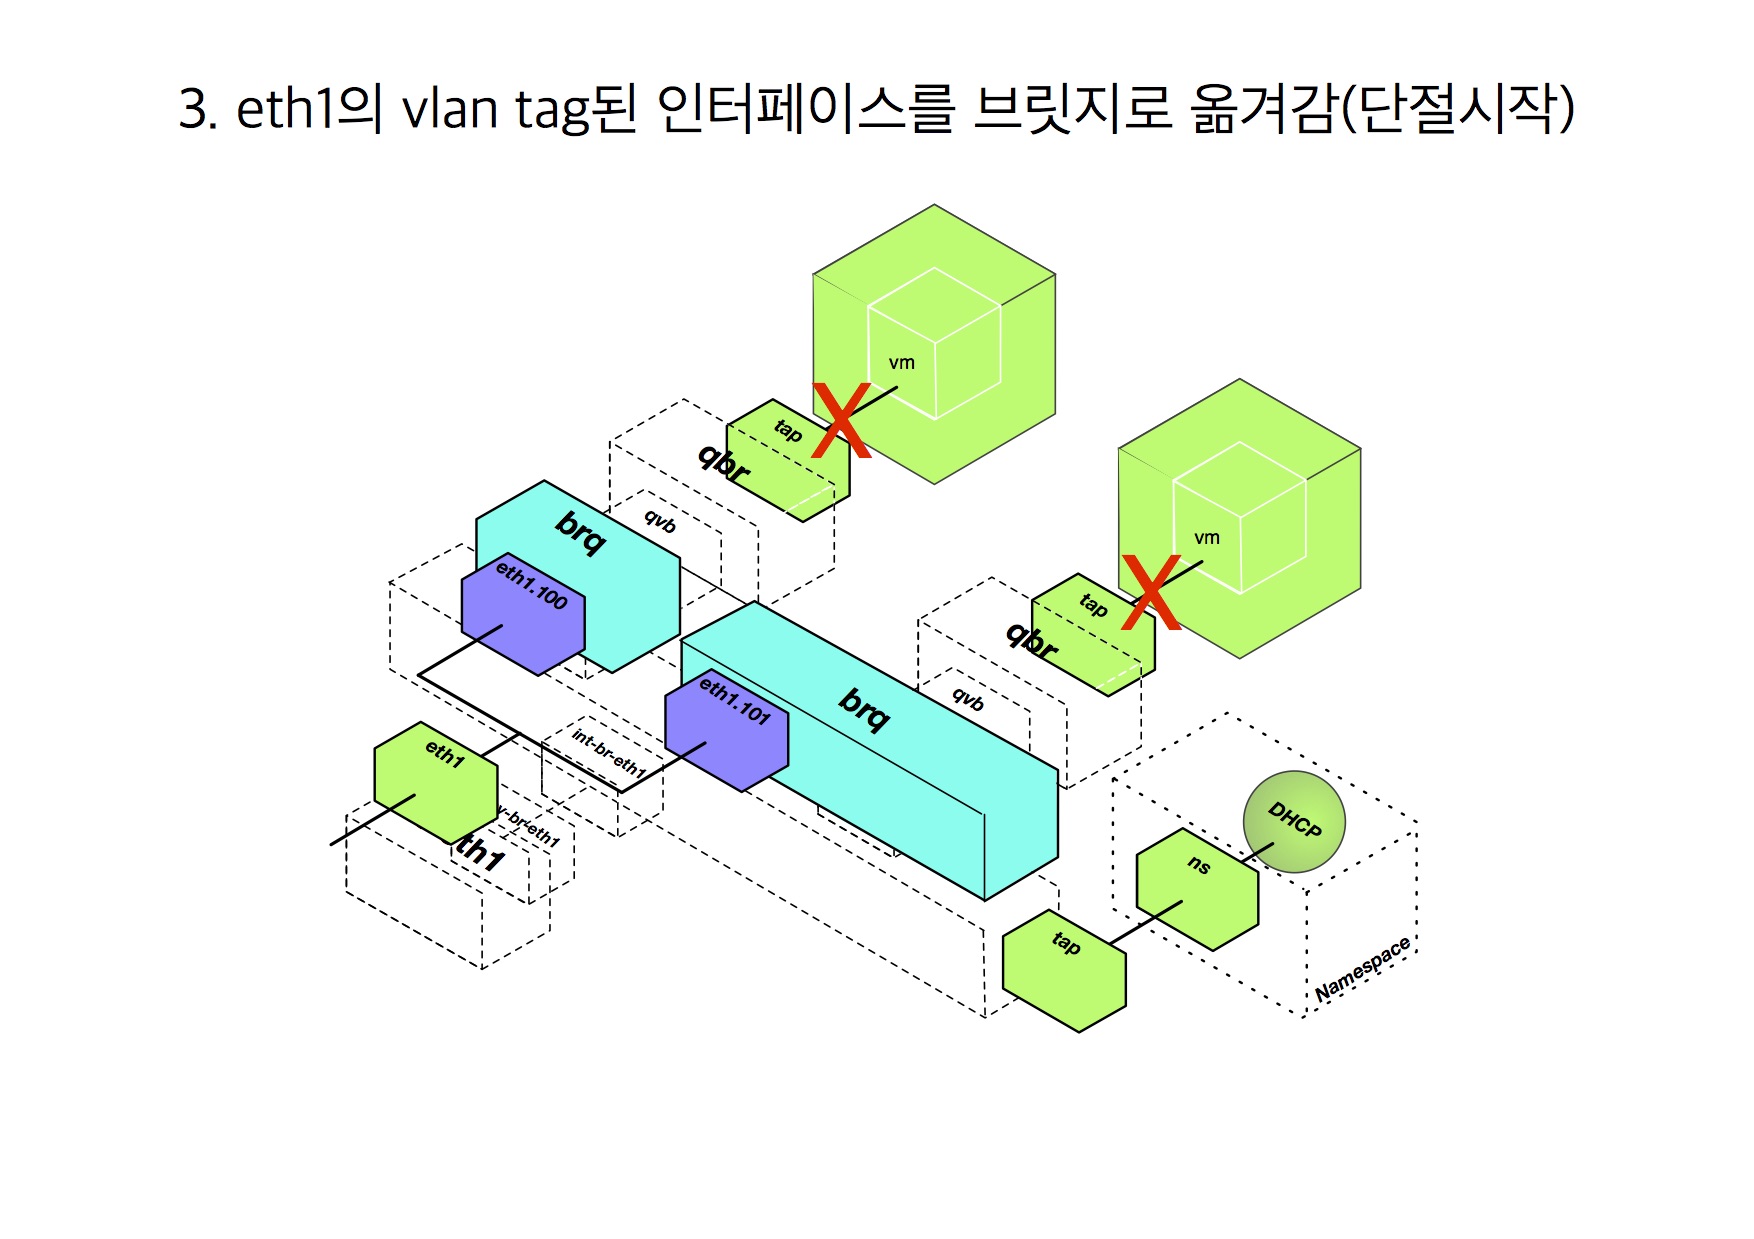 3. eth1의 vlan tag된 인터페이스를 브릿지로 옮겨감(단절시작)
vm
X
tap
qbr
vm
qvb
brq
X
eth1.100
tap
qbr
qvb
eth1.101
brq
int-br-eth1
eth1
DHCP
y-br-eth1
th1
ns
tap
Namespace